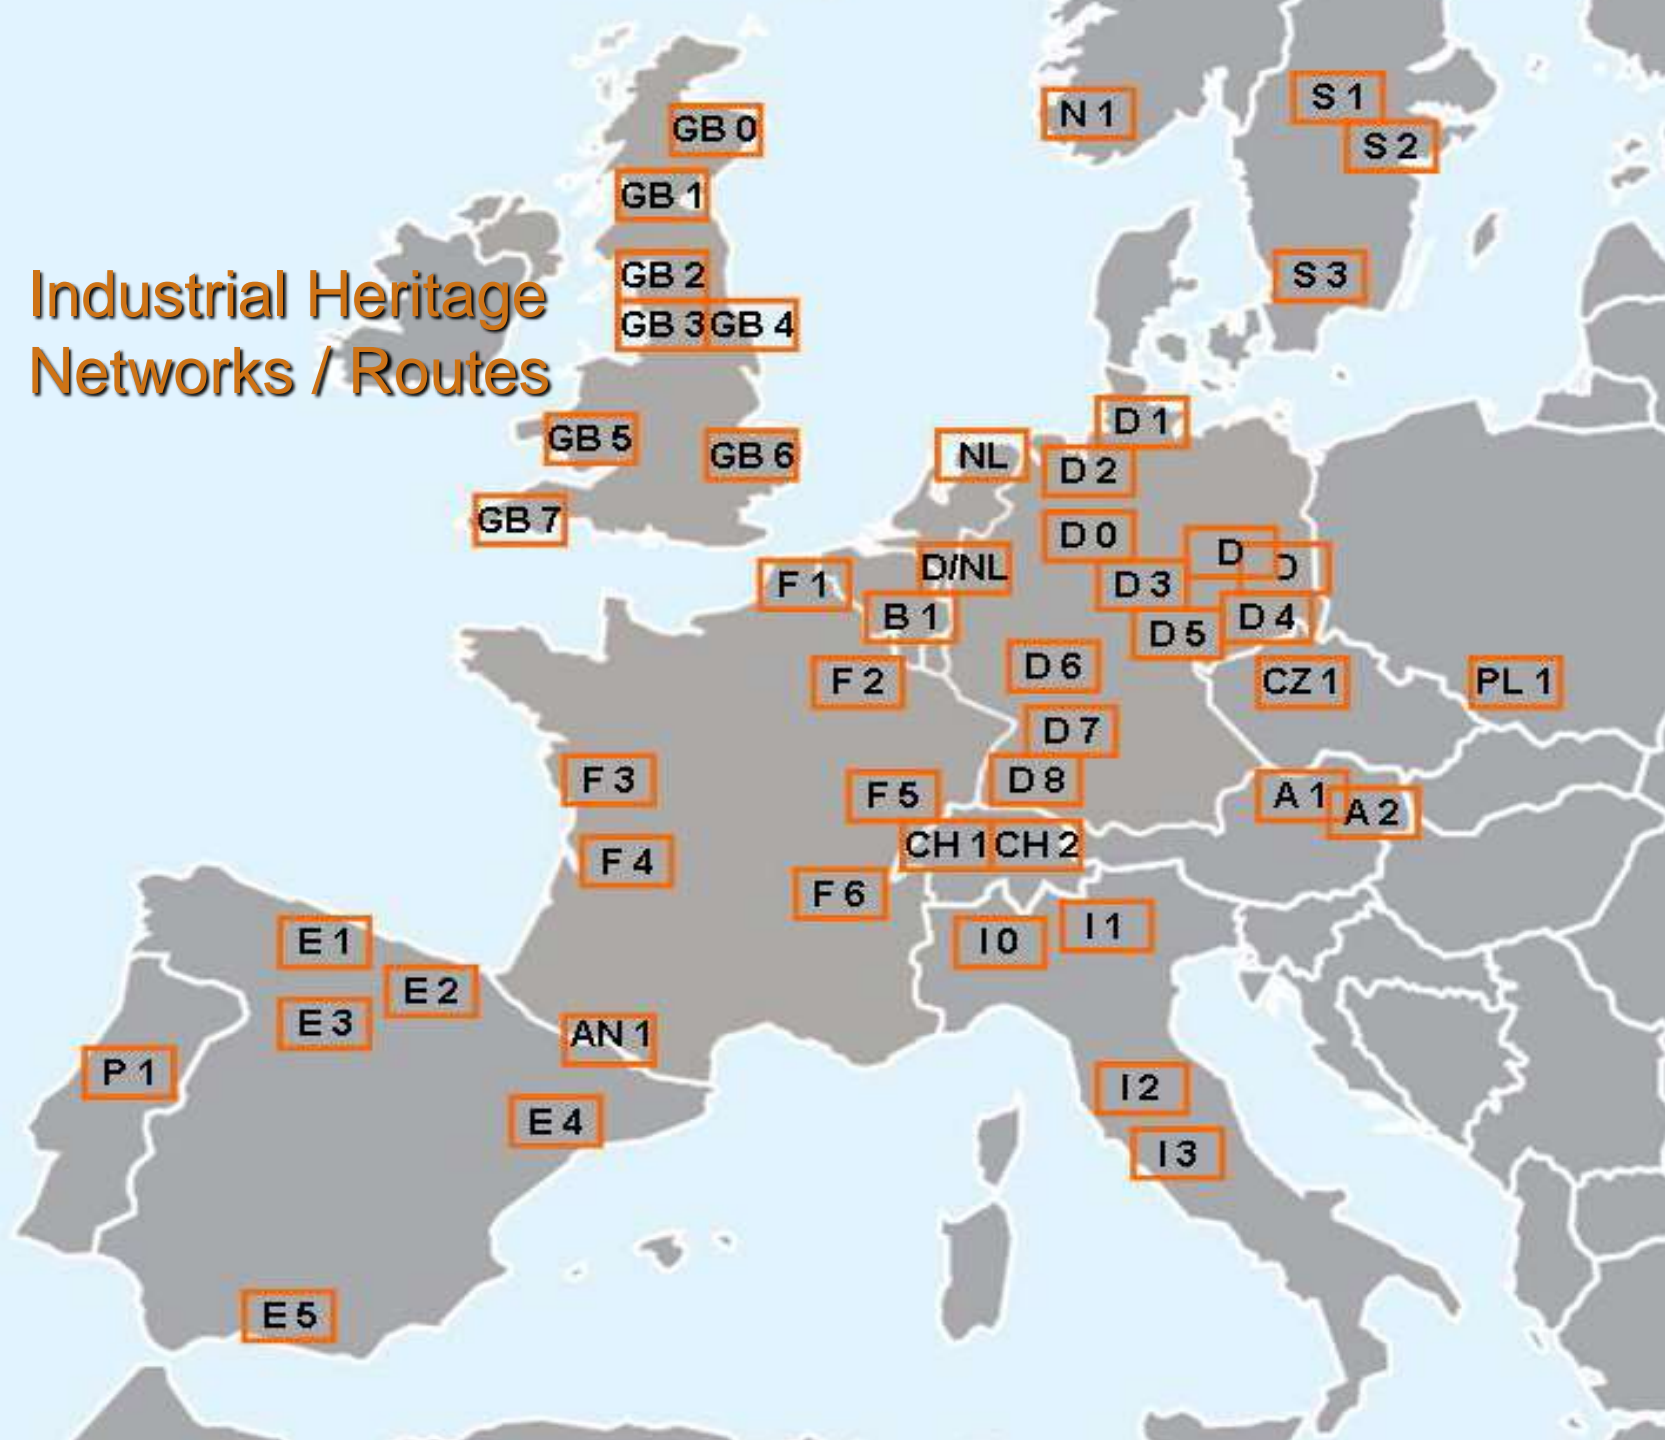 Industrial Heritage
Networks / Routes
GB 0
GB 1
GB 2
GB 3
GB 4
GB 5
GB 6
GB 7
N 1
S 1
S 2
S 3
D 1
NL
D 2
D 0
D
D
D/NL
D 3
F 1
B 1
D 4
D 5
D 6
F 2
CZ 1
PL 1
D 7
F 3
D 8
F 5
A 1
A 2
CH 1
CH 2
F 4
F 6
E 1
I 0
I 1
E 2
E 3
AN 1
P 1
I 2
E 4
I 3
E 5